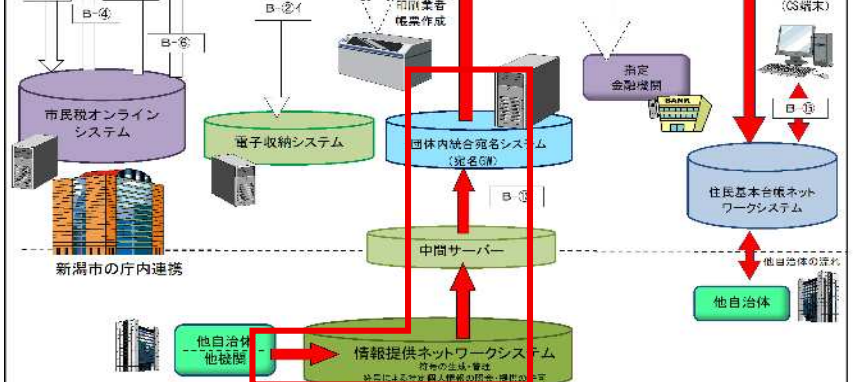 B-④
B-⑥
B-②イ
印刷業者
帳票作成
(CS端末)
指定
金融機関
BANK
市民税オンライン
システム
電子収納システム
団体内統合宛名システム
(宛名GW)
住民基本台帳ネット
ワークシステム
中間サーバー
新潟市の庁内連携
他自治体の流れ
他自治体
他自治体
他機関
情報提供ネットワークシステム
符号の生成・管理